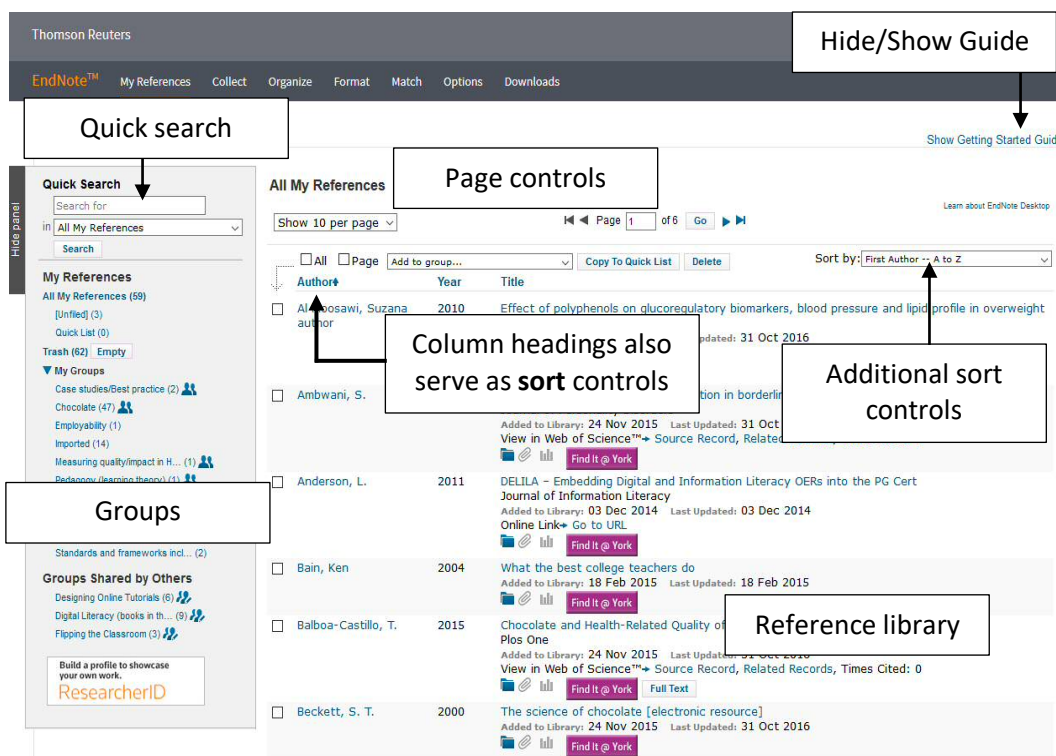 Thomson Reuters
Hide/Show Guide
EndNote™ My References Collect Organize Format Match Options Downloads
Quick search
Show Getting Started Guid
Hide panel
Quick Search
Search for
in All My References
Search
All My References
Page controls
Learn about EndNote Desktop
Show 10 per page
Page 1 of 6 Go
All Page Add to group... Copy To Quick List Delete
Sort by: First Author -- A to Z
Author Year Title
My References
All My References (59)
[Unfiled] (3)
Quick List (0)
Trash (62) Empty
My Groups
Case studies/Best practice (2)
Chocolate (47)
Employability (1)
Imported (14)
Measuring quality/impact in H... (1)
Pedagogy (learning theory) (1)
Groups
Standards and frameworks incl... (2)
Groups Shared by Others
Designing Online Tutorials (6)
Digital Literacy (books in th... (9)
Flipping the Classroom (3)
Build a profile to showcase
your own work.
ResearcherID
Suzana 2010 Effect of polyphenols on glucoregulatory biomarkers, blood pressure and lipid profile in overweight
author
31 Oct 2016
Column headings also
serve as sort controls
Additional sort
controls
Ambwani, S. in borderlin
Added to Library: 24 Nov 2015 Last Updated: 31 Oct
View in Web of Science™ Source Record, Related
Find It @ York
Anderson, L. 2011 DELILA – Embedding Digital and Information Literacy OERs into the PG Cert
Journal of Information Literacy
Added to Library: 03 Dec 2014 Last Updated: 03 Dec 2014
Online Link Go to URL
Find It @ York
Bain, Ken 2004 What the best college teachers do
Added to Library: 18 Feb 2015 Last Updated: 18 Feb 2015
Find It @ York
Balboa-Castillo, T. 2015 Chocolate and Health-Related Quality of
Plos One
Reference library
Added to Library: 24 Nov 2015 Last Updated: 31 Oct 2016
View in Web of Science™ Source Record, Related Records, Times Cited: 0
Find It @ York Full Text
Beckett, S. T. 2000 The science of chocolate [electronic resource]
Added to Library: 24 Nov 2015 Last Updated: 31 Oct 2016
Find It @ York